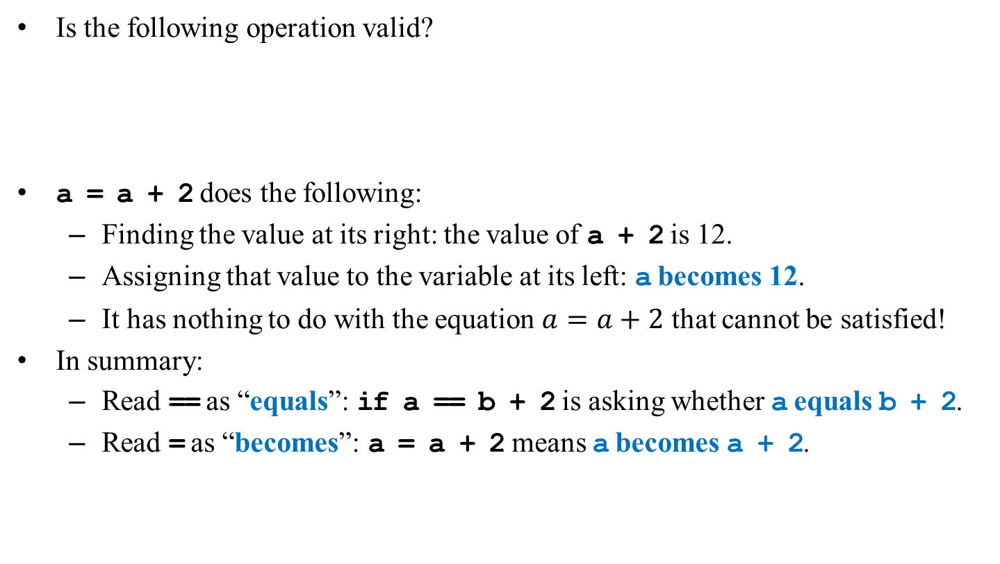 • Is the following operation valid?
• a = a + 2 does the following:
– Finding the value at its right: the value of a + 2 is 12.
– Assigning that value to the variable at its left: a becomes 12.
– It has nothing to do with the equation 𝑎 = 𝑎 + 2 that cannot be satisfied!
• In summary:
– Read == as “equals”: if a == b + 2 is asking whether a equals b + 2.
– Read = as “becomes”: a = a + 2 means a becomes a + 2.